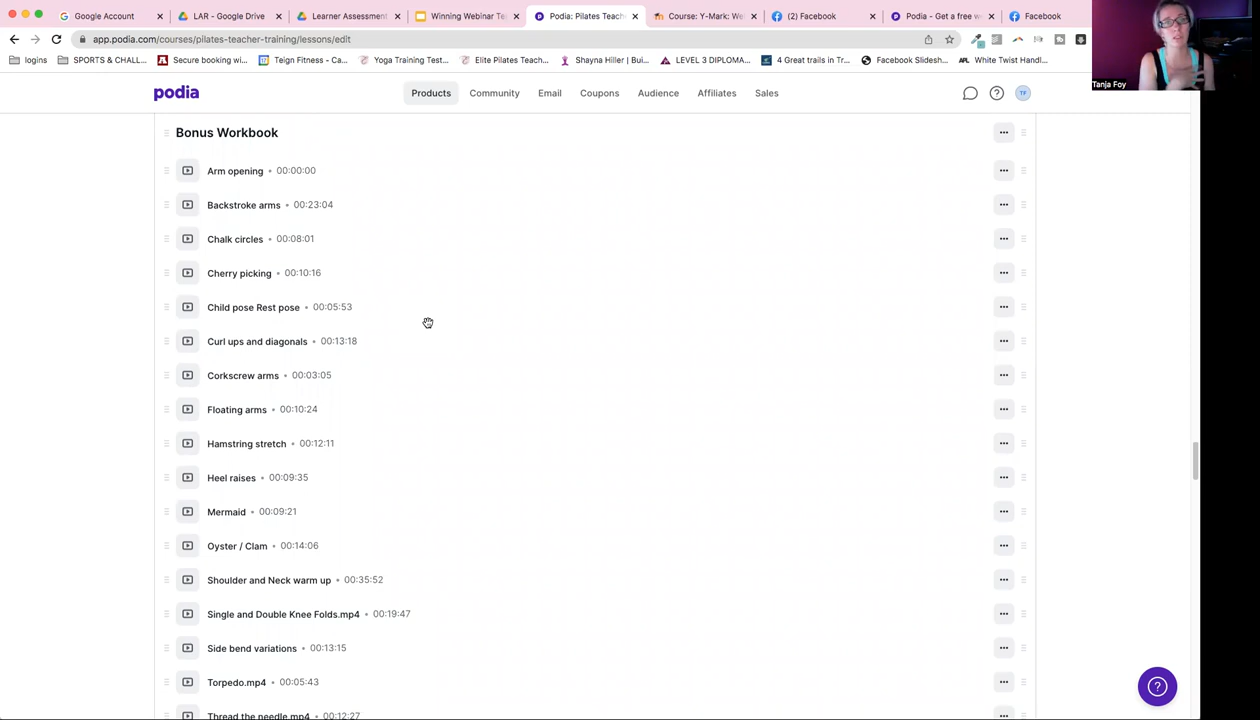 Google Account
LAR - Google Drive
Learner Assessment
Winning Webinar Te
Podia: Pilates Teach
Course: Y-Mark: We
(2) Facebook
Podia - Get a free w
Facebook
app.podia.com/courses/pilates-teacher-training/lessons/edit
logins
SPORTS & CHALL...
Secure booking wi...
Teign Fitness - Ca...
Yoga Training Test...
Elite Pilates Teach...
Shayna Hiller | Bui...
LEVEL 3 DIPLOMA...
4 Great trails in Tr...
Facebook Slidesh...
White Twist Handl...
Tanja Foy
podia
Products
Community
Email
Coupons
Audience
Affiliates
Sales
TF
Bonus Workbook
Arm opening • 00:00:00
Backstroke arms • 00:23:04
Chalk circles • 00:08:01
Cherry picking • 00:10:16
Child pose Rest pose • 00:05:53
Curl ups and diagonals • 00:13:18
Corkscrew arms • 00:03:05
Floating arms • 00:10:24
Hamstring stretch • 00:12:11
Heel raises • 00:09:35
Mermaid • 00:09:21
Oyster / Clam • 00:14:06
Shoulder and Neck warm up • 00:35:52
Single and Double Knee Folds.mp4 • 00:19:47
Side bend variations • 00:13:15
Torpedo.mp4 • 00:05:43
Thread the needle.mp4 • 00:12:27